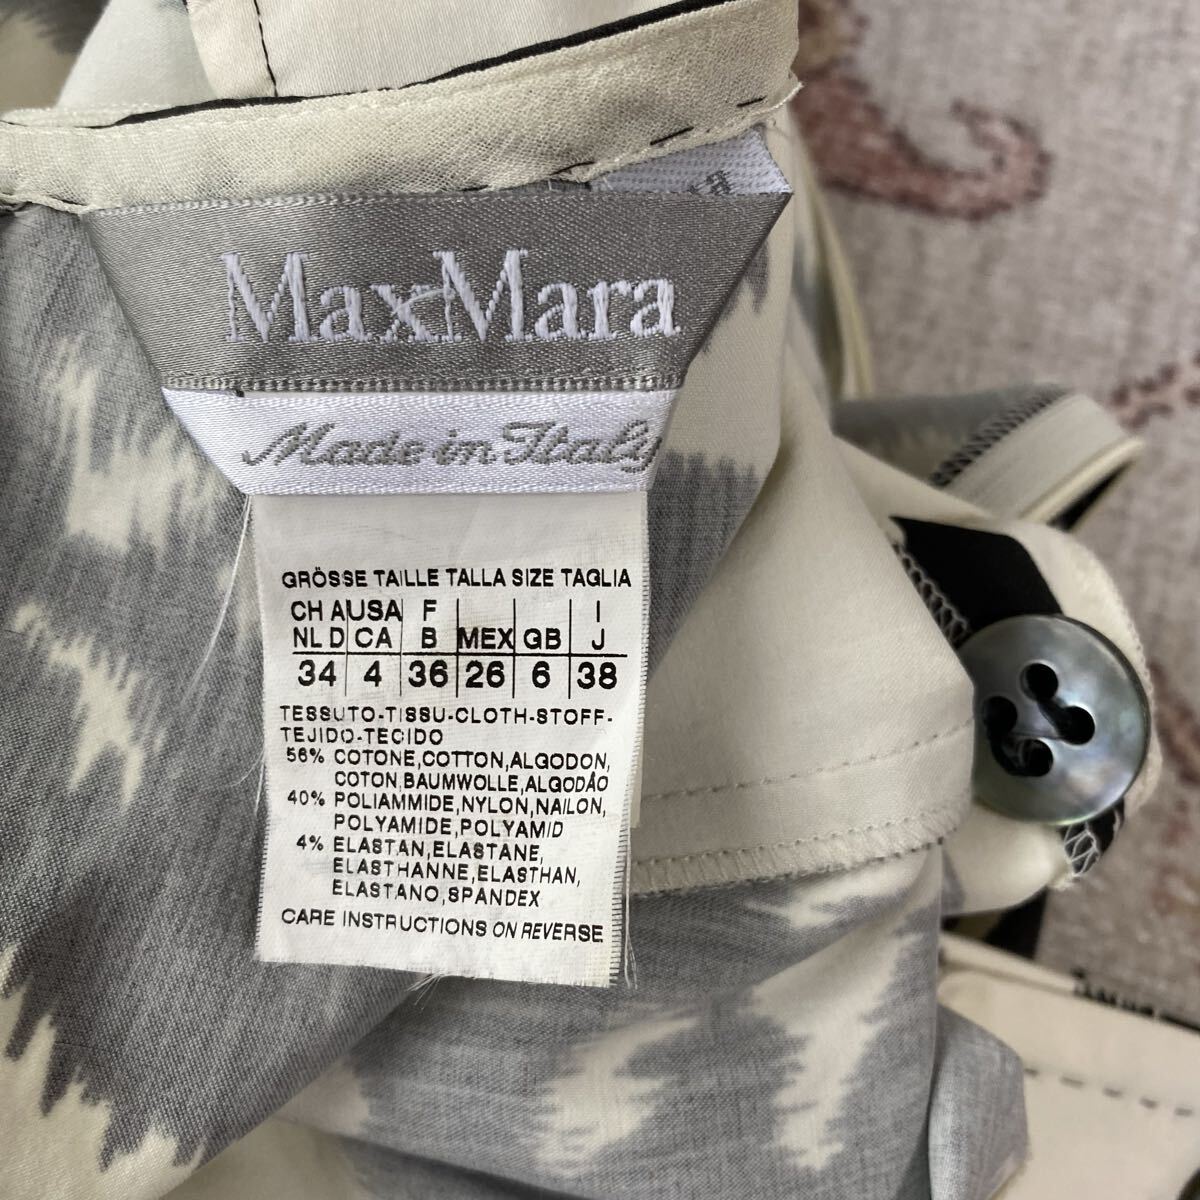 MaxMara
Made in Italy
GRÖSSE TAILLE TALLA SIZE TAGLIA
CH A USA F I
NL D CA B MEX GB J
34 4 36 26 6 38
TESSUTO-TISSU-CLOTH-STOFF-
TEJIDO-TECIDO
56% COTONE,COTTON,ALGODON,
COTON,BAUMWOLLE,ALGODÃO
40% POLIAMMIDE,NYLON,NAILON,
POLYAMIDE,POLYAMID
4% ELASTAN,ELASTANE,
ELASTHANNE,ELASTHAN,
ELASTANO,SPANDEX
CARE INSTRUCTIONS ON REVERSE